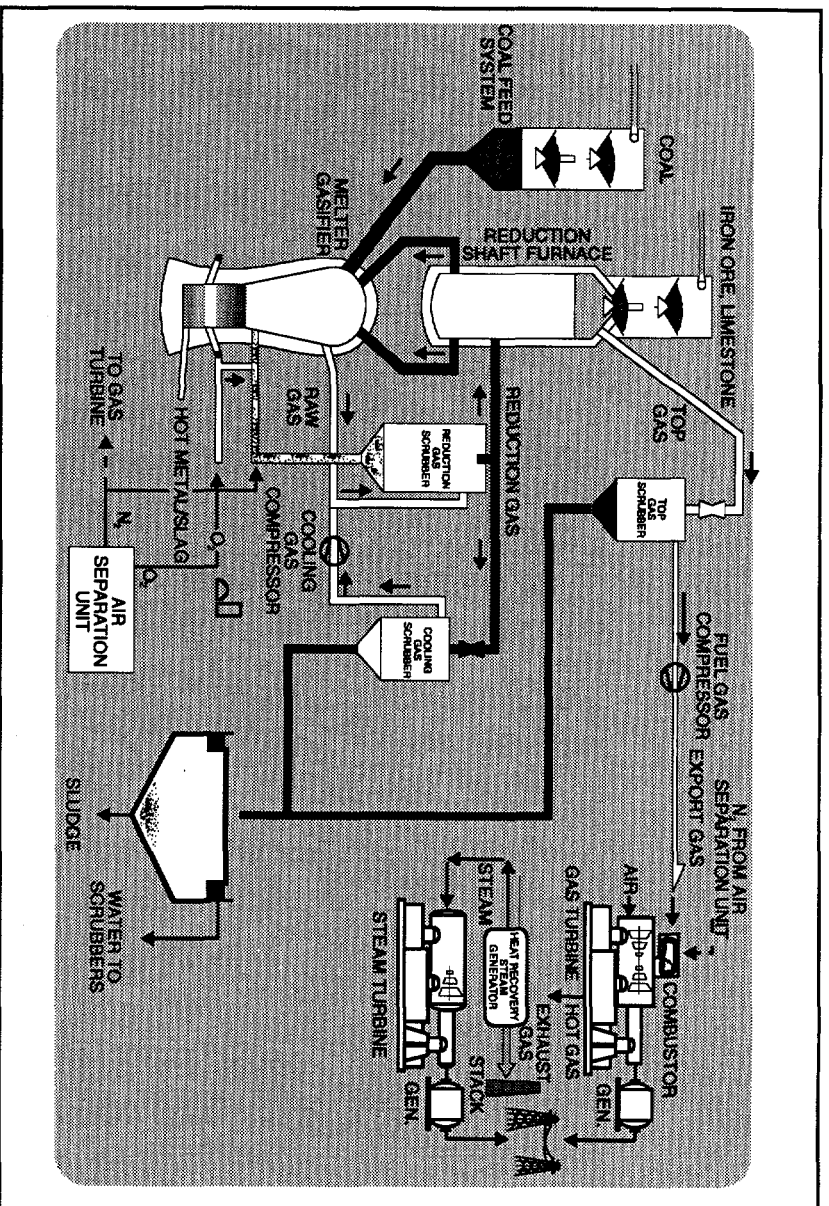 COAL
COAL FEED
SYSTEM
IRON ORE, LIMESTONE
REDUCTION
SHAFT FURNACE
MELTER
GASIFIER
TOP
GAS
TOP
GAS
SCRUBBER
REDUCTION GAS
REDUCTION
GAS
SCRUBBER
RAW
GAS
HOT METAL/SLAG
COOLING
GAS
COMPRESSOR
COOLING
GAS
SCRUBBER
TO GAS
TURBINE
N₂
O₂
O₂
AIR
SEPARATION
UNIT
FUEL GAS
COMPRESSOR
EXPORT GAS
N₂ FROM AIR
SEPARATION UNIT
COMBUSTOR
AIR
GAS TURBINE
HOT GAS
GEN.
HEAT RECOVERY
STEAM
GENERATOR
EXHAUST
GAS
STACK
STEAM
STEAM TURBINE
GEN.
SLUDGE
WATER TO
SCRUBBERS